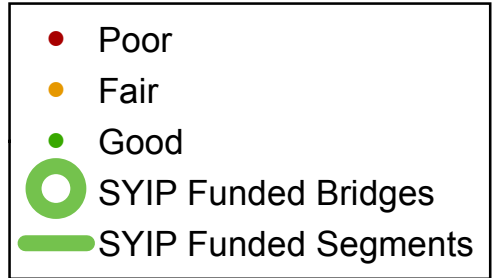 Poor
Fair
Good
SYIP Funded Bridges
SYIP Funded Segments